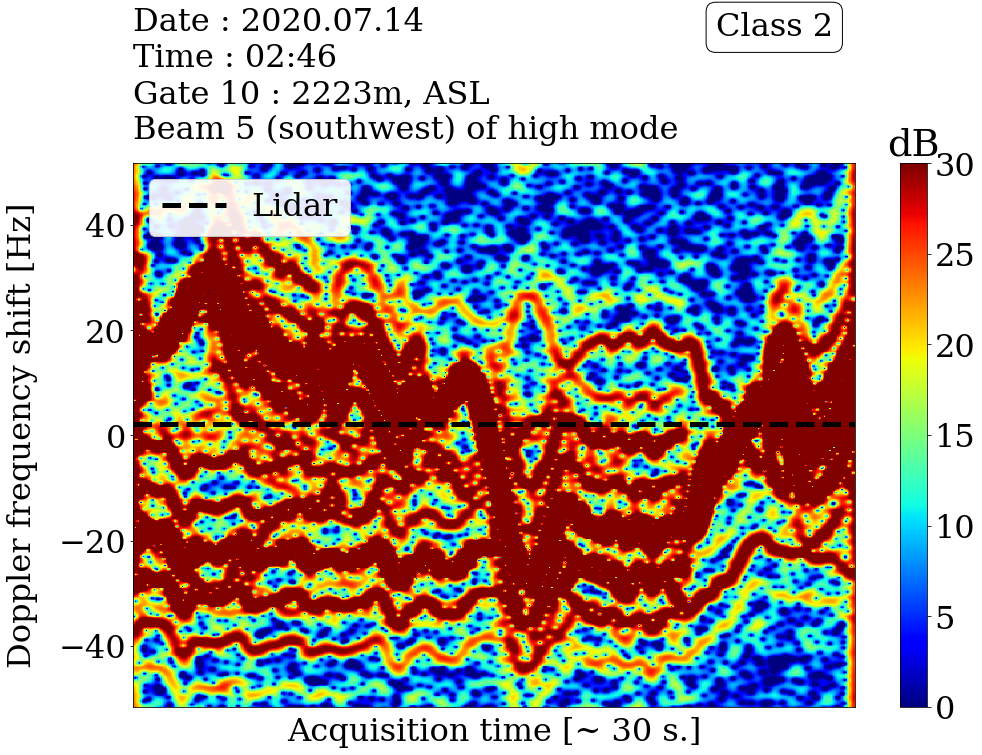 Date : 2020.07.14
Time : 02:46
Gate 10 : 2223m, ASL
Beam 5 (southwest) of high mode
Class 2
dB
Lidar
Doppler frequency shift [Hz]
40
20
0
−20
−40
Acquisition time [~ 30 s.]
30
25
20
15
10
5
0